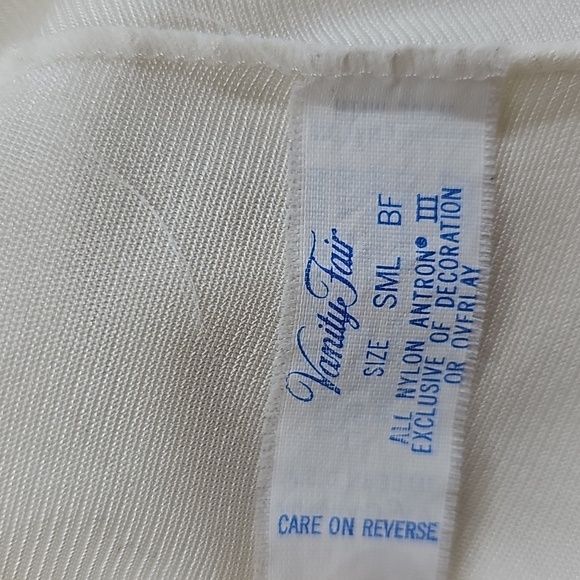 Vanity Fair
SIZE SML BF
ALL NYLON ANTRON® III
EXCLUSIVE OF DECORATION
OR OVERLAY
CARE ON REVERSE